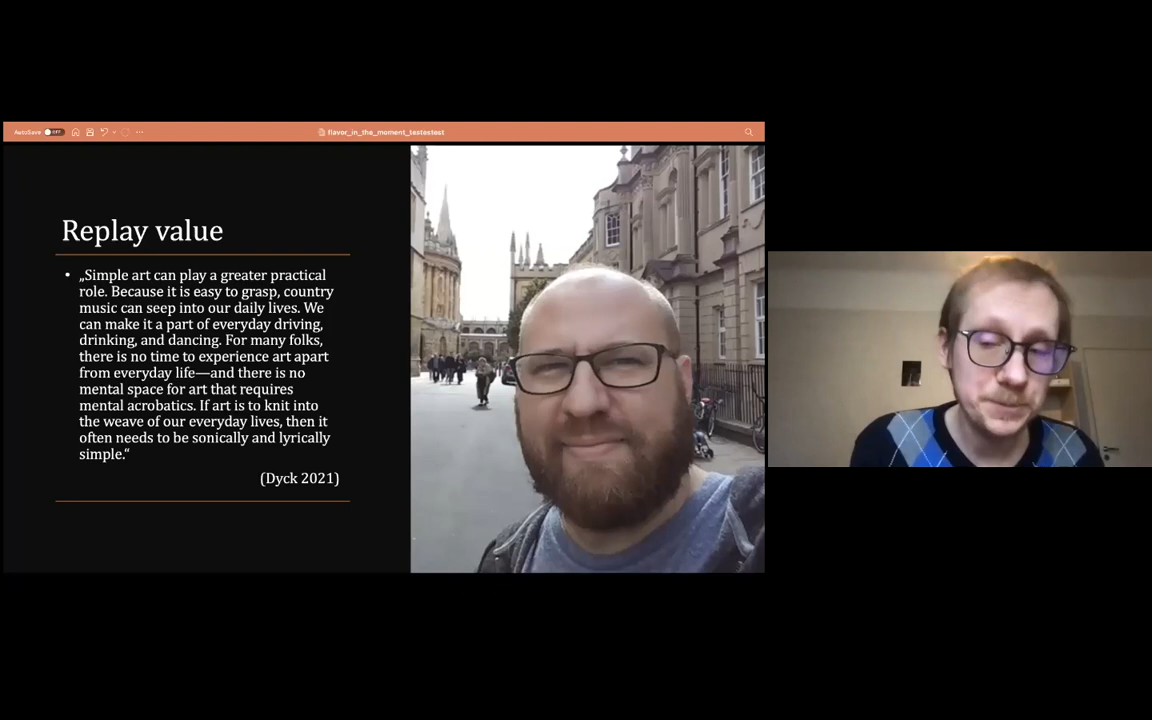 AutoSave OFF
flavor_in_the_moment_teatestest
Replay value
• „Simple art can play a greater practical
role. Because it is easy to grasp, country
music can seep into our daily lives. We
can make it a part of everyday driving,
drinking, and dancing. For many folks,
there is no time to experience art apart
from everyday life—and there is no
mental space for art that requires
mental acrobatics. If art is to knit into
the weave of our everyday lives, then it
often needs to be sonically and lyrically
simple.“
(Dyck 2021)